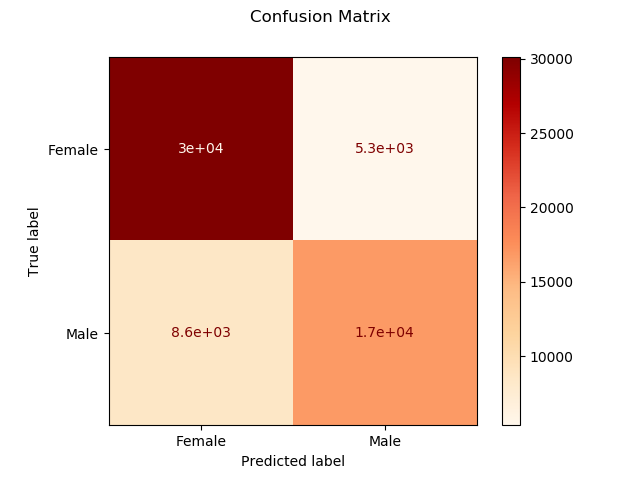 Confusion Matrix
Female
Male
True label
3e+04
5.3e+03
8.6e+03
1.7e+04
Female
Male
Predicted label
30000
25000
20000
15000
10000